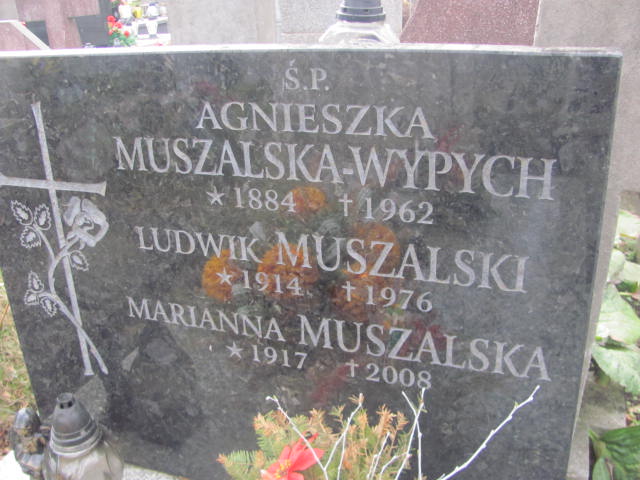 Ś.P.
AGNIESZKA
MUSZALSKA-WYPYCH
★1884 †1962
LUDWIK MUSZALSKI
★1914 †1976
MARIANNA MUSZALSKA
★1917 †2008